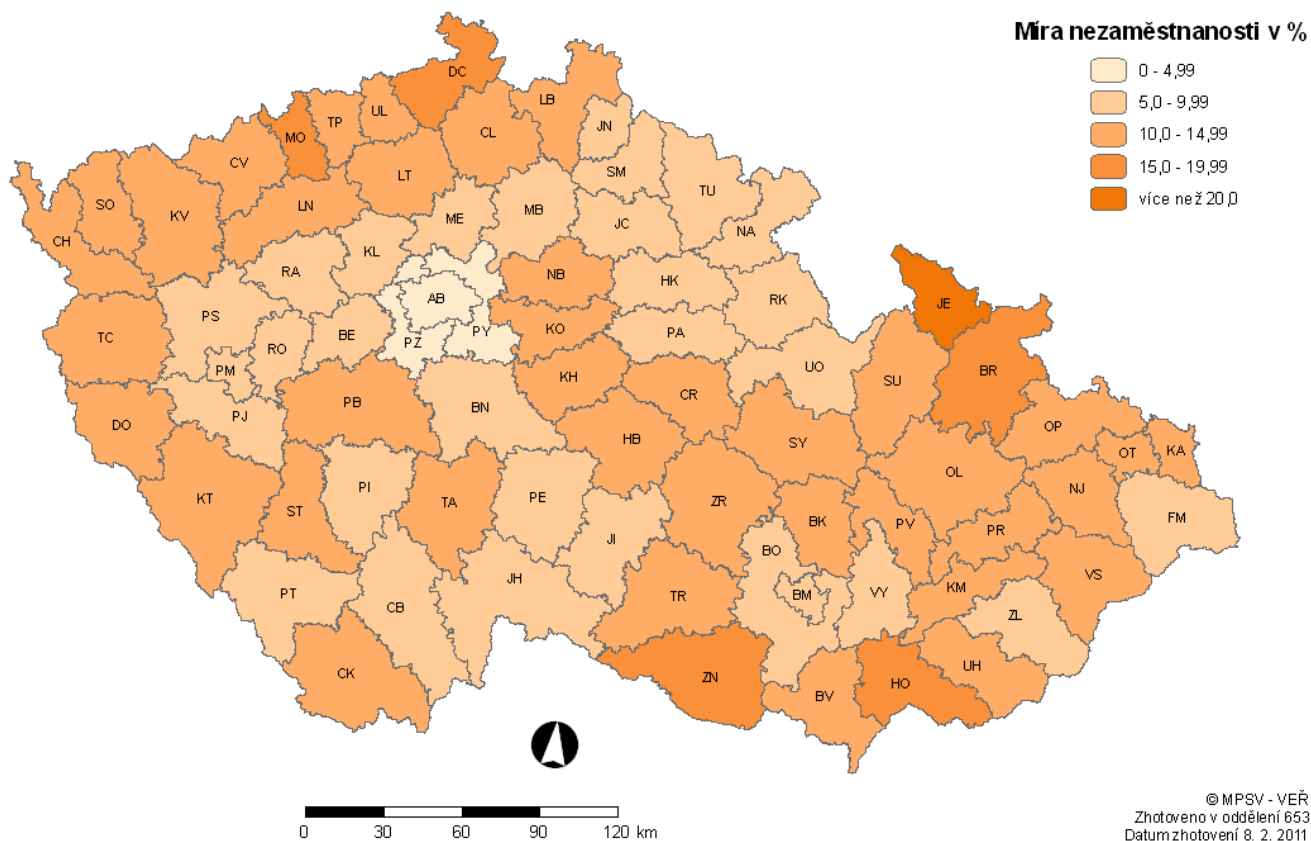 Míra nezaměstnanosti v %
0 - 4,99
5,0 - 9,99
10,0 - 14,99
15,0 - 19,99
více než 20,0
DC
LB
MO
TP
UL
JN
CL
CV
LT
SM
SO
KV
LN
ME
MB
TU
CH
JC
NA
KL
RA
NB
HK
AB
RK
JE
PS
TC
RO
BE
PZ
PY
KO
PA
PM
UO
SU
BR
PJ
PB
BN
KH
CR
DO
HB
SY
OP
OT
KA
KT
ST
PI
TA
PE
ZR
OL
NJ
FM
JI
BK
PV
PR
BO
VS
PT
CB
JH
TR
BM
VY
KM
ZL
CK
ZN
BV
HO
UH
0 30 60 90 120 km
© MPSV - VEŘ
Zhotoveno v oddělení 653
Datum zhotovení 8. 2. 2011